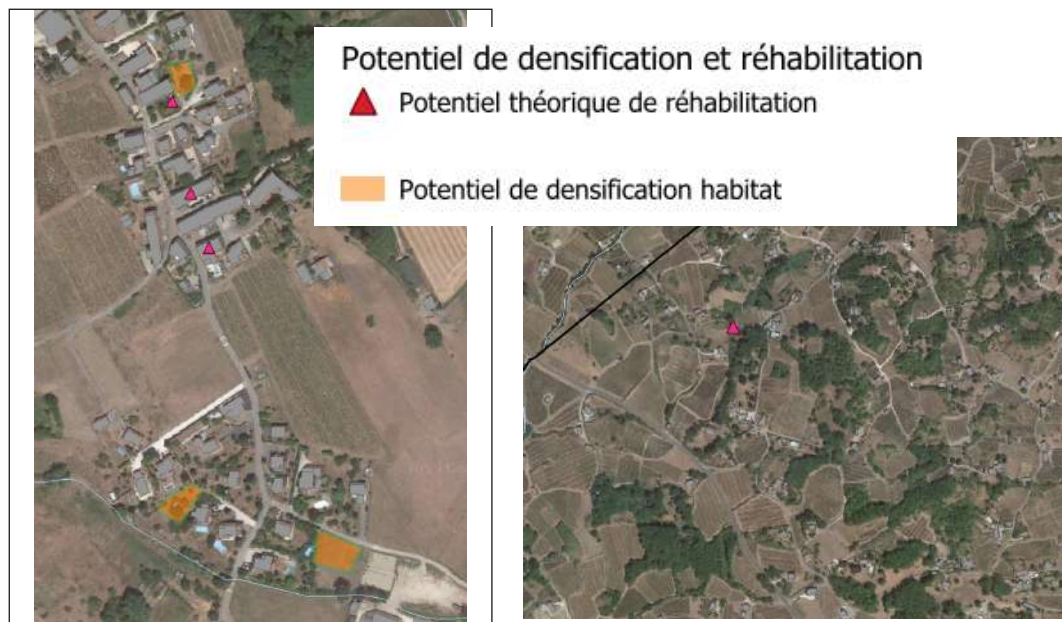 Potentiel de densification et réhabilitation
Potentiel théorique de réhabilitation
Potentiel de densification habitat